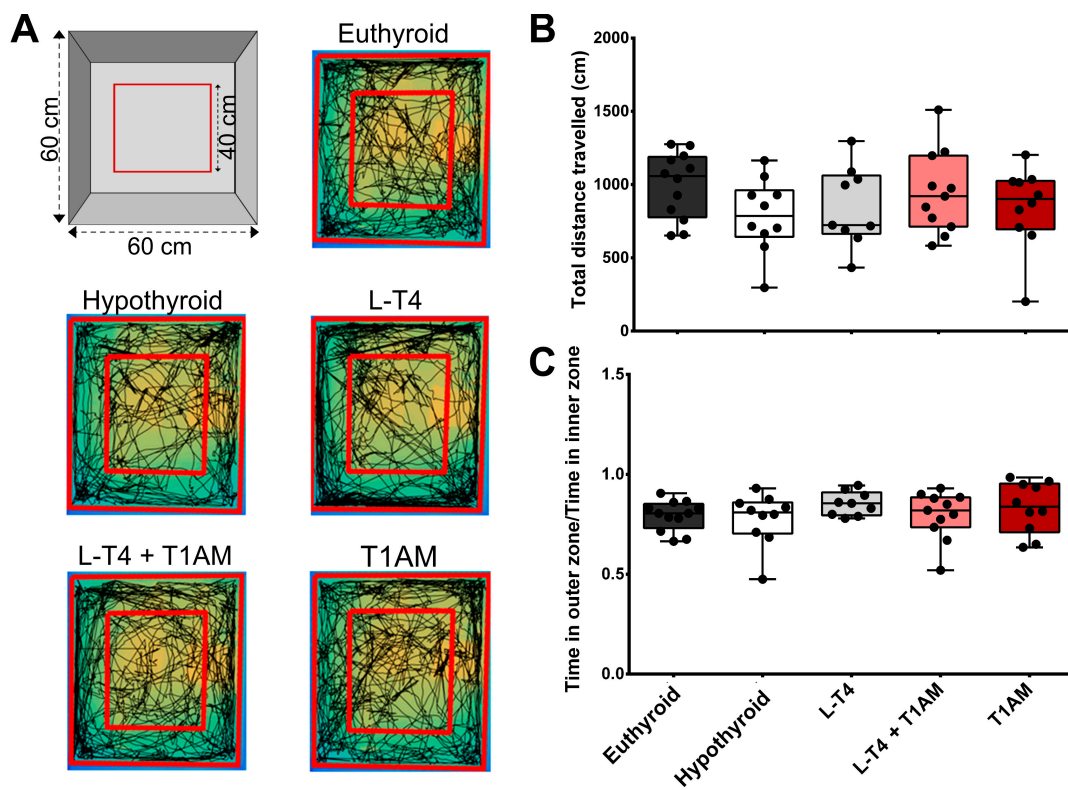 A
60 cm
40 cm
60 cm
Euthyroid
Hypothyroid
L-T4
L-T4 + T1AM
T1AM
B
Total distance travelled (cm)
2000
1500
1000
500
0
C
Time in outer zone/Time in inner zone
1.5
1.0
0.5
0.0
Euthyroid
Hypothyroid
L-T4
L-T4 + T1AM
T1AM